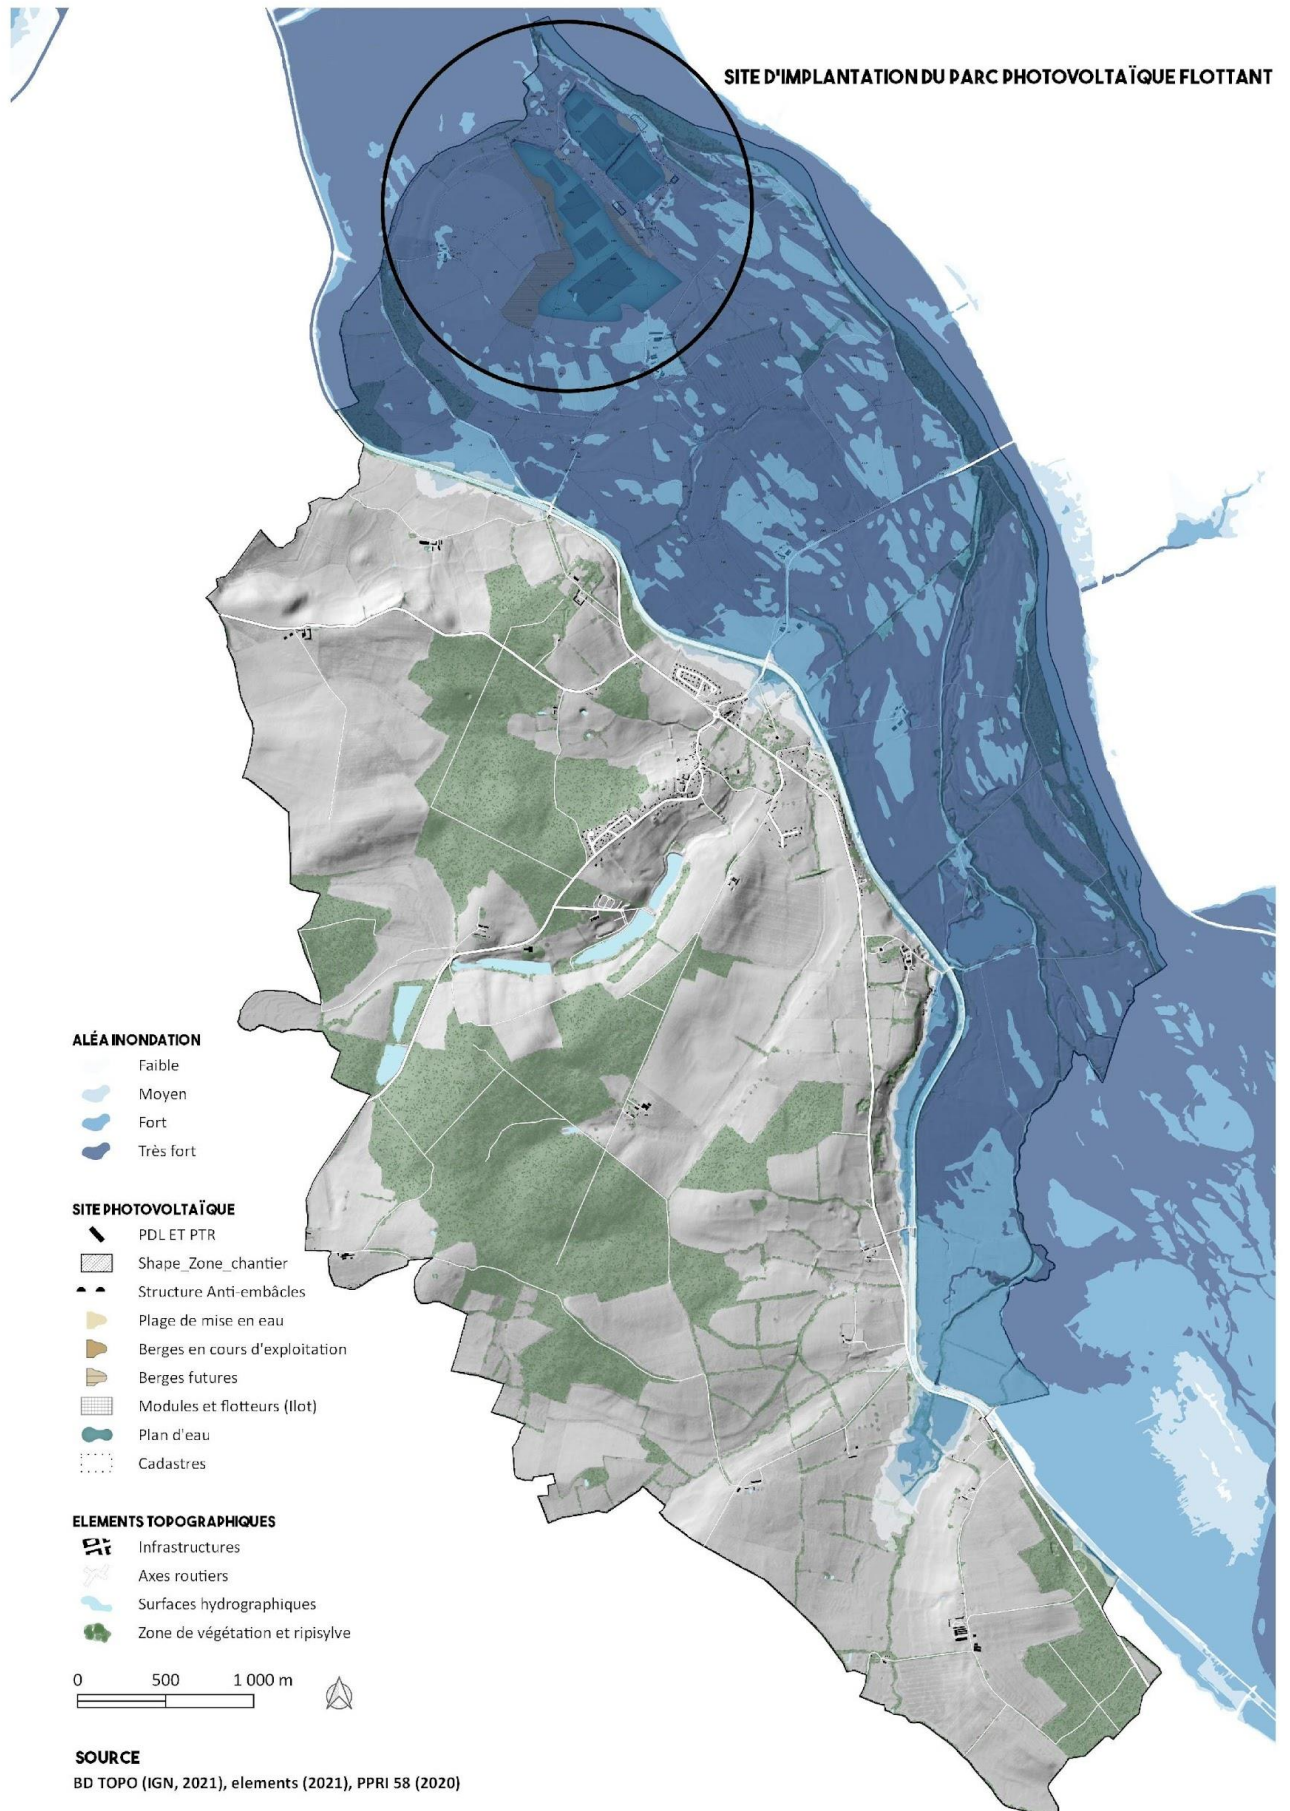 SITE D'IMPLANTATION DU PARC PHOTOVOLTAÏQUE FLOTTANT
ALÉA INONDATION
Faible
Moyen
Fort
Très fort
SITE PHOTOVOLTAÏQUE
PDL ET PTR
Shape_Zone_chantier
Structure Anti-embâcles
Plage de mise en eau
Berges en cours d'exploitation
Berges futures
Modules et flotteurs (Ilot)
Plan d'eau
Cadastres
ELEMENTS TOPOGRAPHIQUES
Infrastructures
Axes routiers
Surfaces hydrographiques
Zone de végétation et ripisylve
0 500 1 000 m
SOURCE
BD TOPO (IGN, 2021), elements (2021), PPRI 58 (2020)